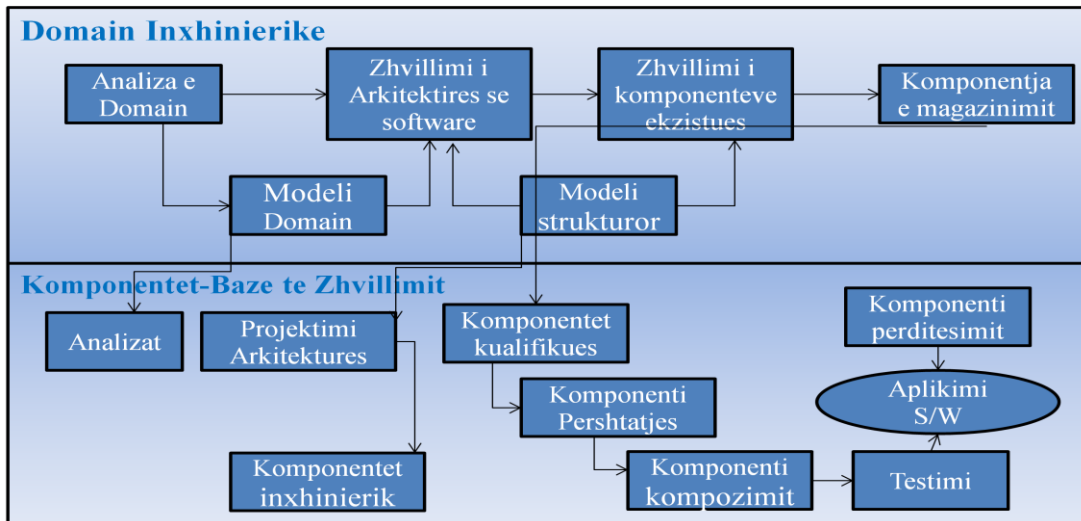 Domain Inxhinierike
Analiza e
Domain
Zhvillimi i
Arkitektires se
software
Zhvillimi i
komponenteve
ekzistues
Komponentja
e magazinimit
Modeli
Domain
Modeli
strukturor
Komponentet-Baze te Zhvillimit
Analizat
Projektimi
Arkitektures
Komponentet
kualifikues
Komponenti
perditesimit
Komponenti
Pershtatjes
Aplikimi
S/W
Komponentet
inxhinierik
Komponenti
kompozimit
Testimi